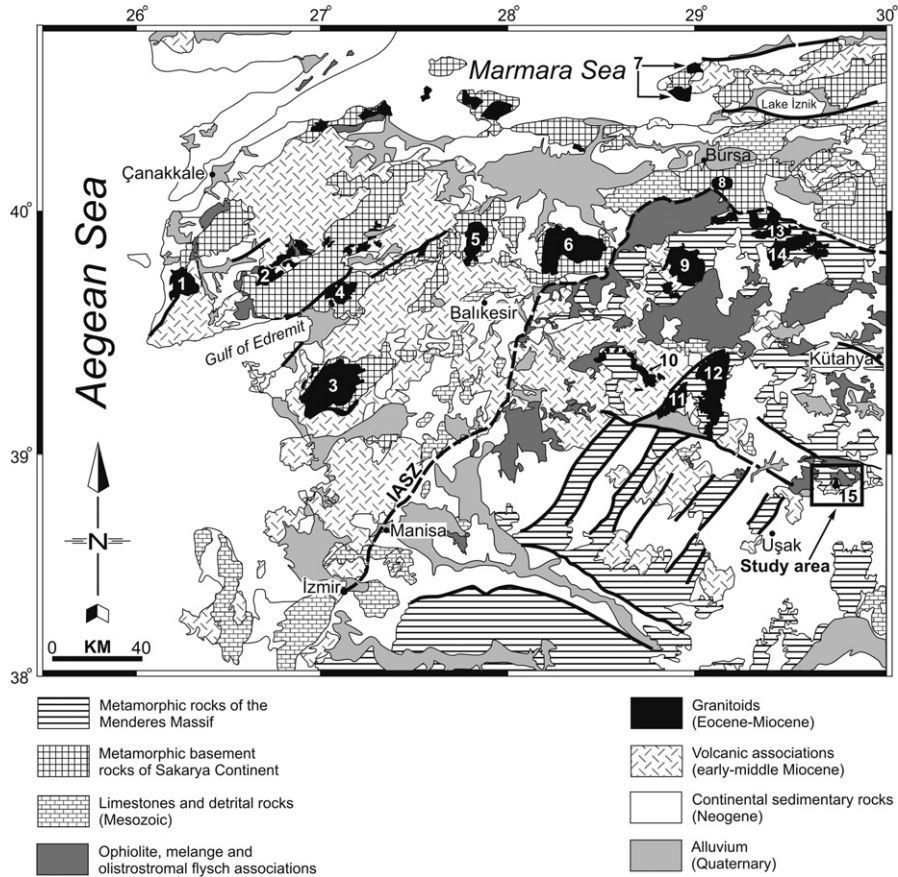 26° 27° 28° 29° 30°
7
Marmara Sea
Lake İznik
Çanakkale
Bursa
8
40° 40°
5
6
13
2
14
9
1
4
Balıkesir
Gulf of Edremit
Aegean Sea
10
Kütahya
12
3
11
39° 39°
IASZ
15
Manisa
Uşak
Study area
N
İzmir
0 KM 40
38° 38°
Metamorphic rocks of the
Menderes Massif
Metamorphic basement
rocks of Sakarya Continent
Limestones and detrital rocks
(Mesozoic)
Ophiolite, melange and
olistrostromal flysch associations
Granitoids
(Eocene-Miocene)
Volcanic associations
(early-middle Miocene)
Continental sedimentary rocks
(Neogene)
Alluvium
(Quaternary)